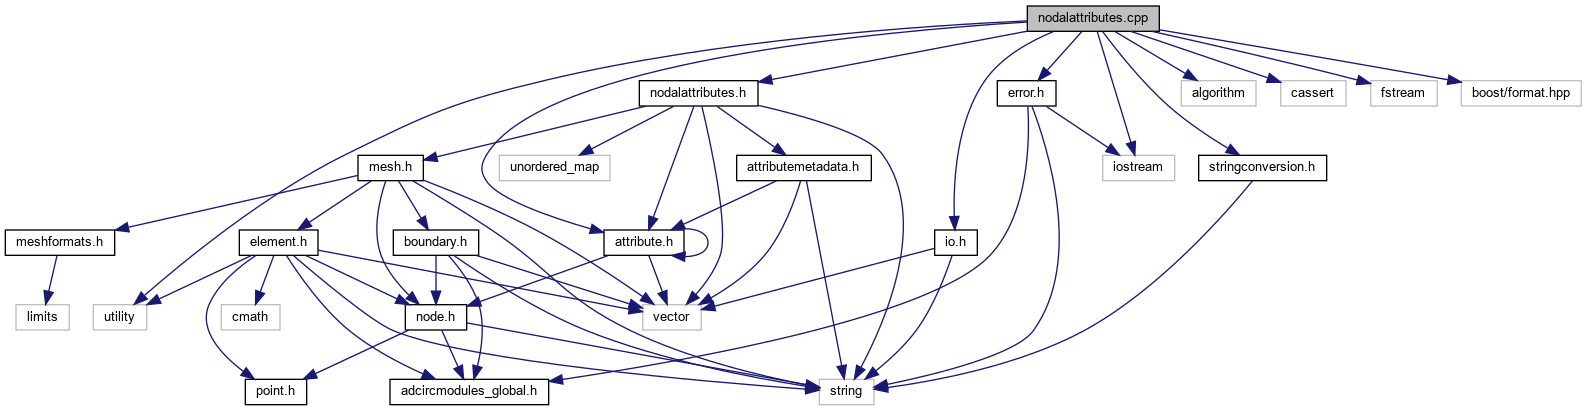 nodalattributes.cpp
nodalattributes.h
error.h
algorithm
cassert
fstream
boost/format.hpp
mesh.h
unordered_map
attributemetadata.h
iostream
stringconversion.h
meshformats.h
element.h
boundary.h
attribute.h
io.h
limits
utility
cmath
node.h
vector
point.h
adcircmodules_global.h
string